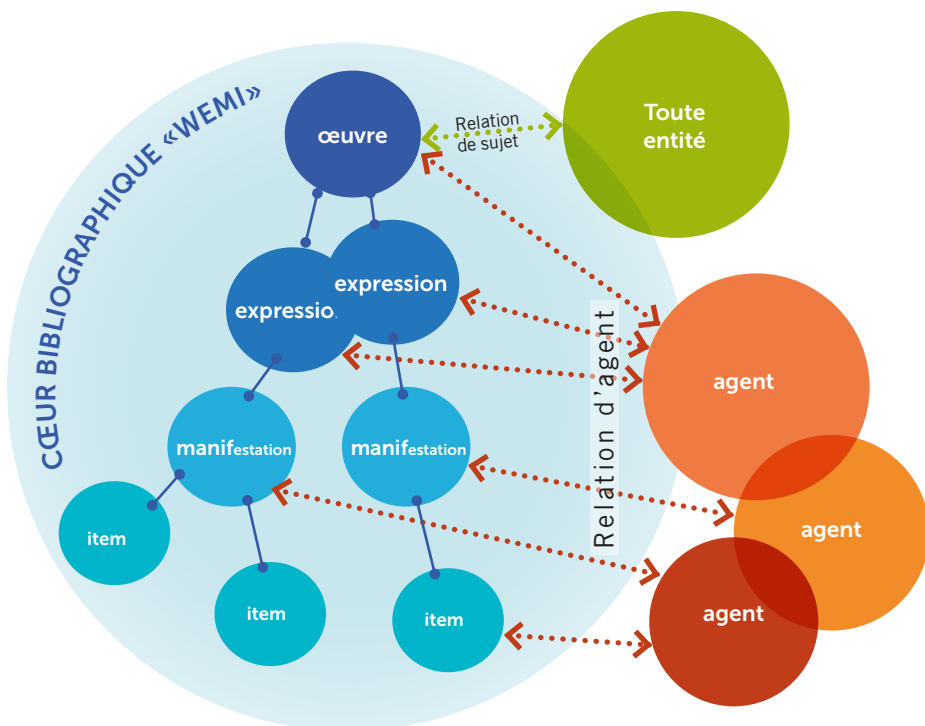 CŒUR BIBLIOGRAPHIQUE «WEMI»
œuvre
Relation
de sujet
Toute
entité
expressio
expression
Relation d'agent
agent
manifestation
manifestation
agent
item
item
item
agent